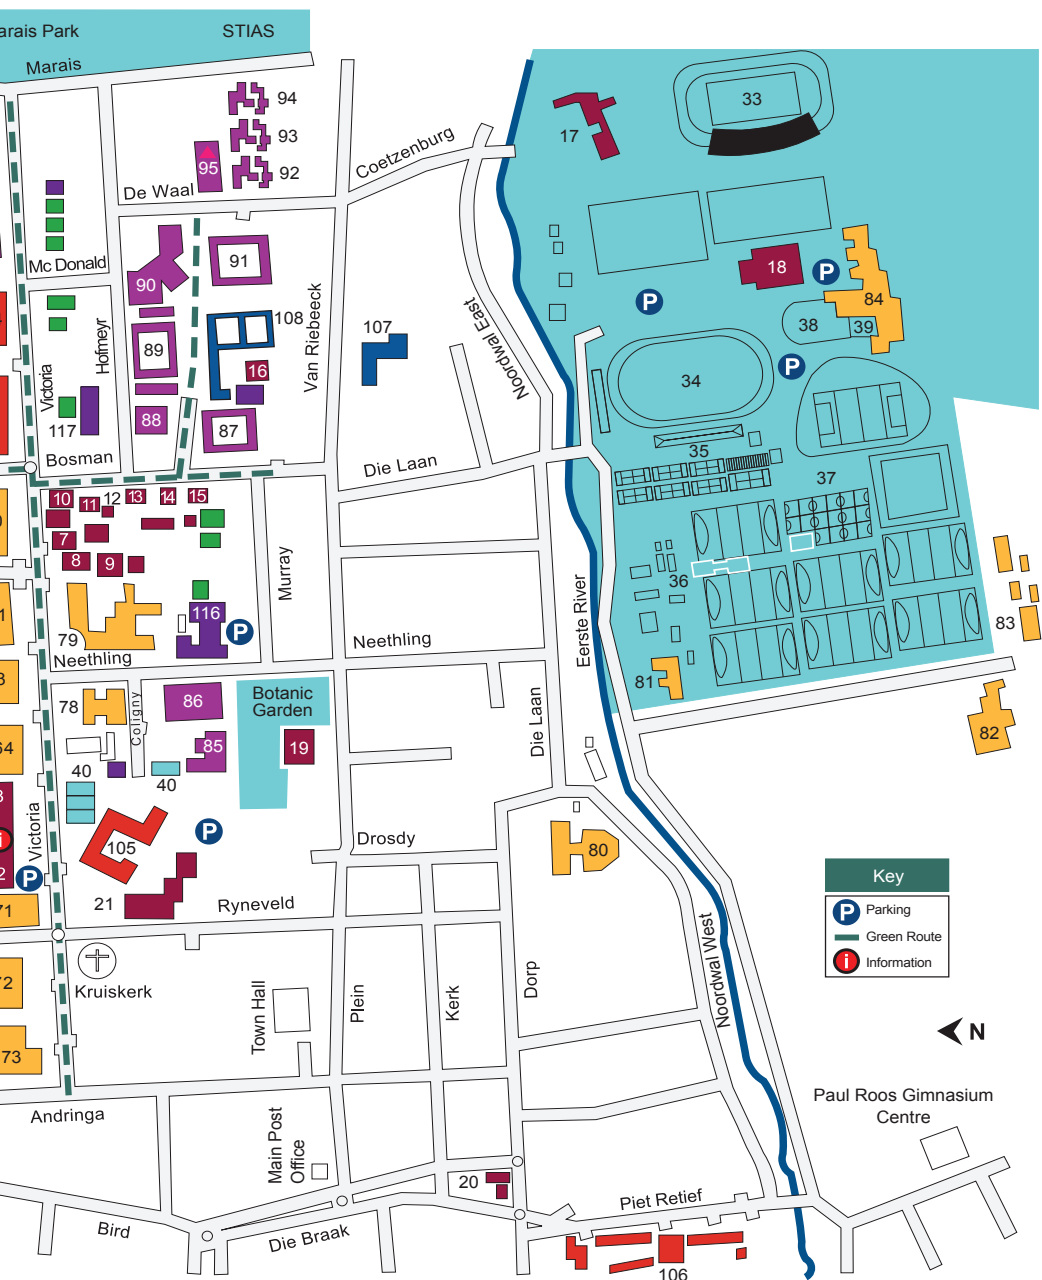 arais Park
STIAS
Marais
94
93
95
92
De Waal
Coetzenburg
17
33
Mc Donald
91
90
18
P
P
84
108
107
38
39
Hofmeyr
89
Van Riebeeck
Noordwal East
16
P
34
Victoria
88
87
117
Bosman
Die Laan
35
37
10
11
12
13
14
15
7
8
9
Murray
36
Eerste River
116
P
79
Neethling
Neethling
83
81
78
Coligny
86
Botanic
Garden
Die Laan
82
64
85
19
40
40
Victoria
P
105
Drosdy
80
i
2
P
Key
P Parking
Green Route
i Information
71
21
Ryneveld
Noordwal West
72
Kruiskerk
Town Hall
Plein
Kerk
Dorp
N
73
Andringa
Paul Roos Gimnasium
Centre
Main Post
Office
20
Piet Retief
Bird
Die Braak
106